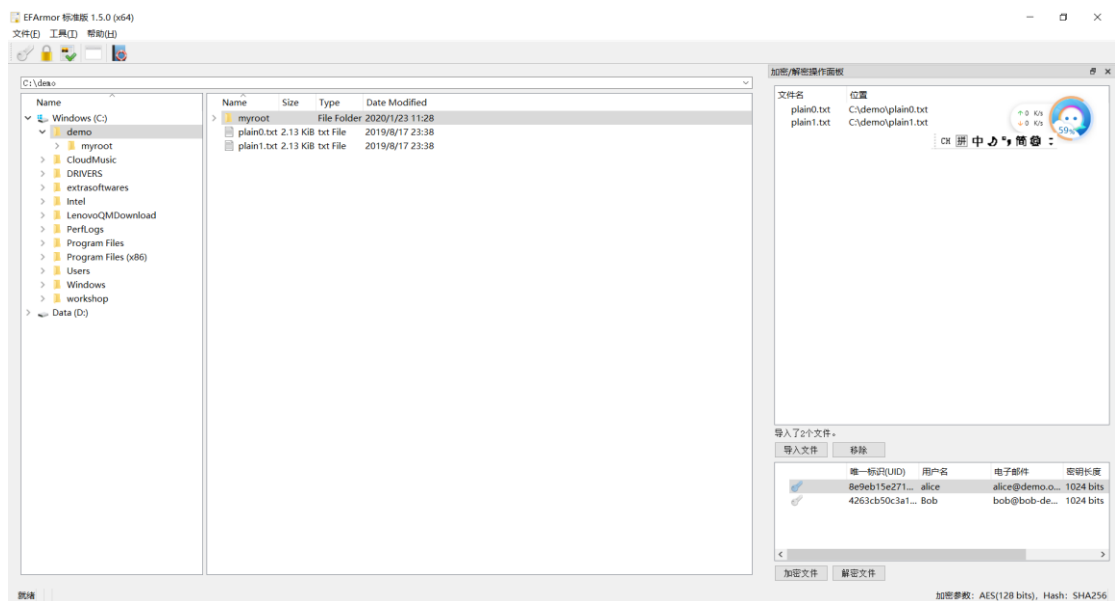 EFArmor 标准版 1.5.0 (x64)
文件(F) 工具(T) 帮助(H)
C:\demo
Name
Windows (C:)
demo
myroot
CloudMusic
DRIVERS
extrasoftwares
Intel
LenovoQMDownload
PerfLogs
Program Files
Program Files (x86)
Users
Windows
workshop
Data (D:)
Name Size Type Date Modified
myroot File Folder 2020/1/23 11:28
plain0.txt 2.13 KiB txt File 2019/8/17 23:38
plain1.txt 2.13 KiB txt File 2019/8/17 23:38
加密/解密操作面板
文件名 位置
plain0.txt C:\demo\plain0.txt
plain1.txt C:\demo\plain1.txt
0 K/s
0 K/s
59%
CH 拼 中 简
导入了2个文件。
导入文件 移除
唯一标识(UID) 用户名 电子邮件 密钥长度
8e9eb15e271... alice alice@demo.o... 1024 bits
4263cb50c3a1... Bob bob@bob-de... 1024 bits
加密文件 解密文件
就绪
加密参数: AES(128 bits), Hash: SHA256